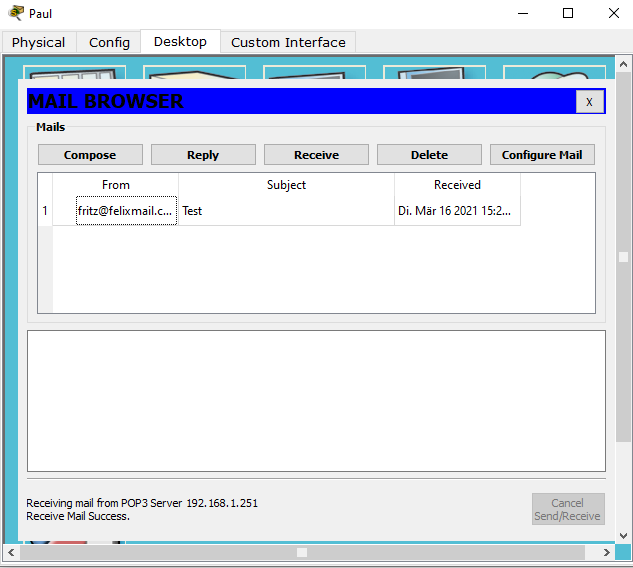 Paul
Physical Config Desktop Custom Interface
MAIL BROWSER X
Mails
Compose Reply Receive Delete Configure Mail
From Subject Received
1 fritz@felixmail.c... Test Di. Mär 16 2021 15:2...
Receiving mail from POP3 Server 192.168.1.251
Receive Mail Success.
Cancel
Send/Receive